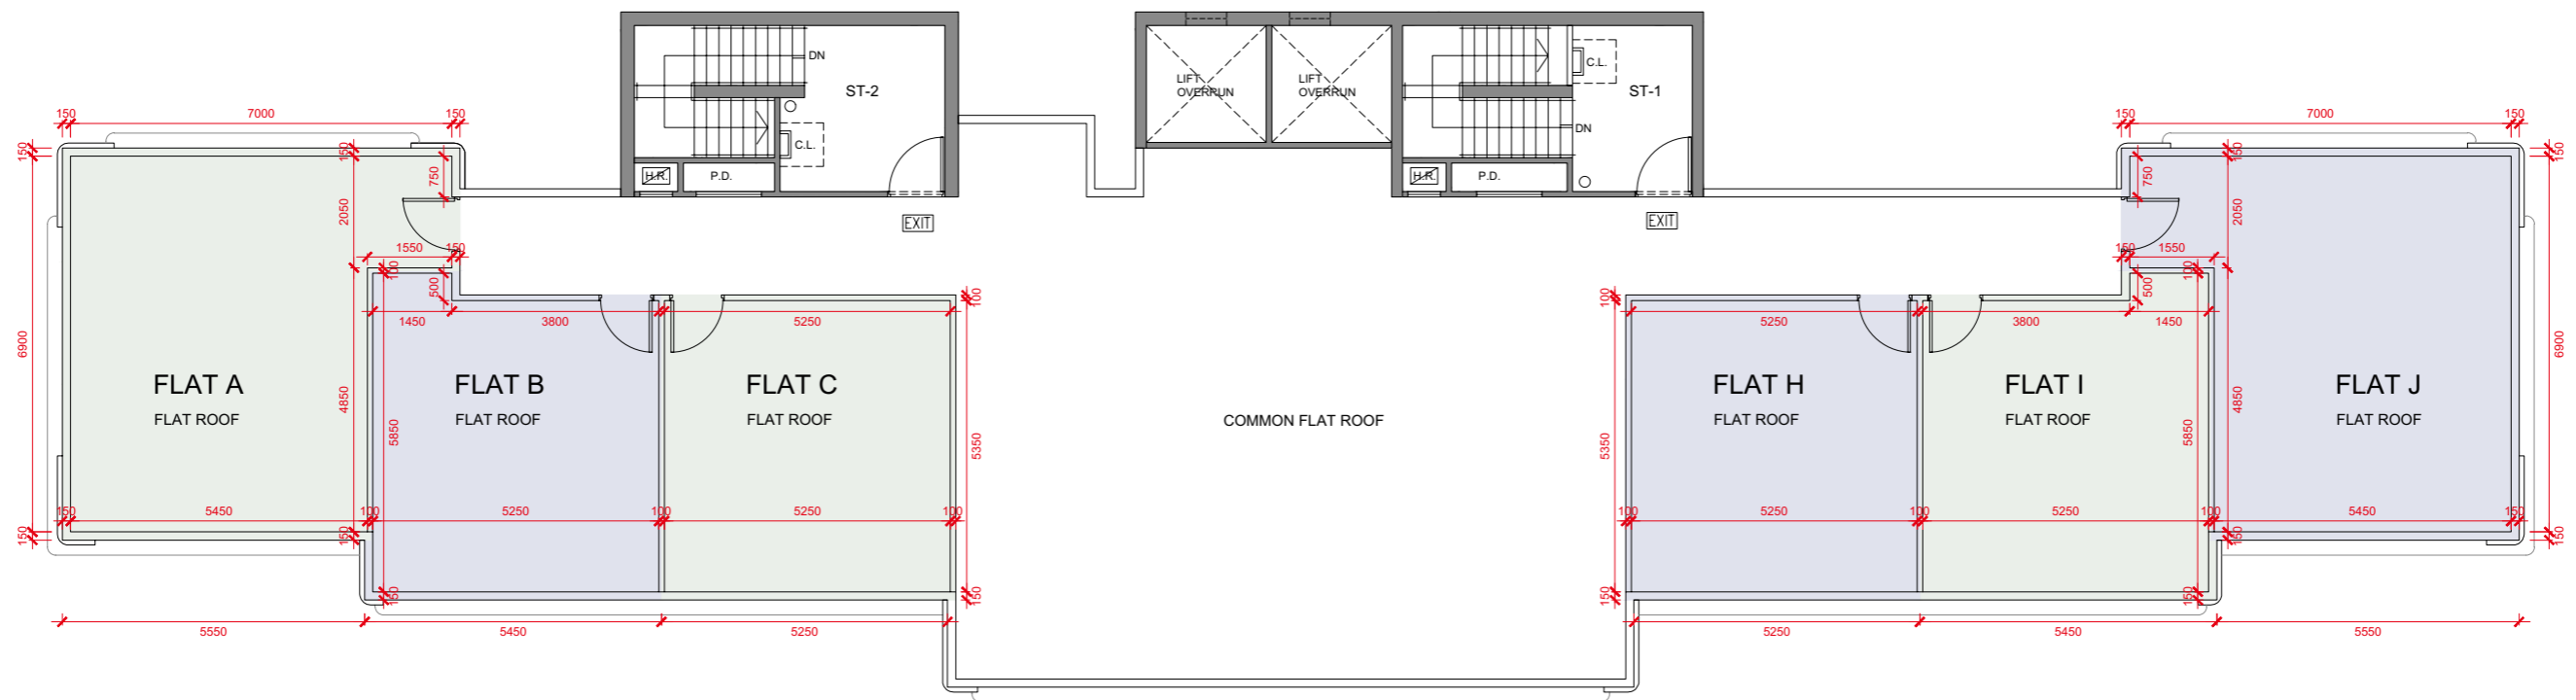 150
7000
150
150
6900
150
150
750
2050
1550
150
100
500
1450
3800
5250
100
4850
5850
5350
FLAT A
FLAT ROOF
FLAT B
FLAT ROOF
FLAT C
FLAT ROOF
150
5450
100
5250
100
5250
100
150
150
150
5550
5450
5250
DN
ST-2
C.L.
H.R.
P.D.
EXIT
LIFT
OVERRUN
LIFT
OVERRUN
C.L.
ST-1
DN
H.R.
P.D.
EXIT
COMMON FLAT ROOF
150
7000
150
150
750
2050
150
1550
100
500
100
5250
3800
1450
5350
5850
4850
6900
150
FLAT H
FLAT ROOF
FLAT I
FLAT ROOF
FLAT J
FLAT ROOF
100
5250
100
5250
100
5450
150
150
150
150
150
5250
5450
5550